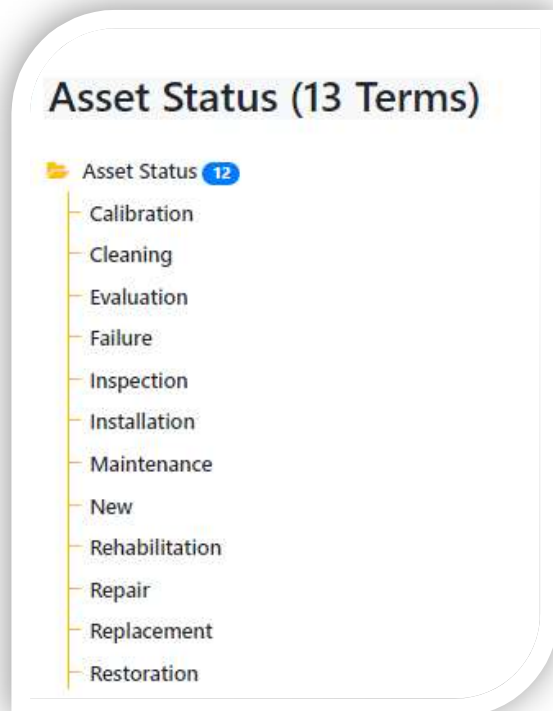 Asset Status (13 Terms)
Asset Status 12
Calibration
Cleaning
Evaluation
Failure
Inspection
Installation
Maintenance
New
Rehabilitation
Repair
Replacement
Restoration